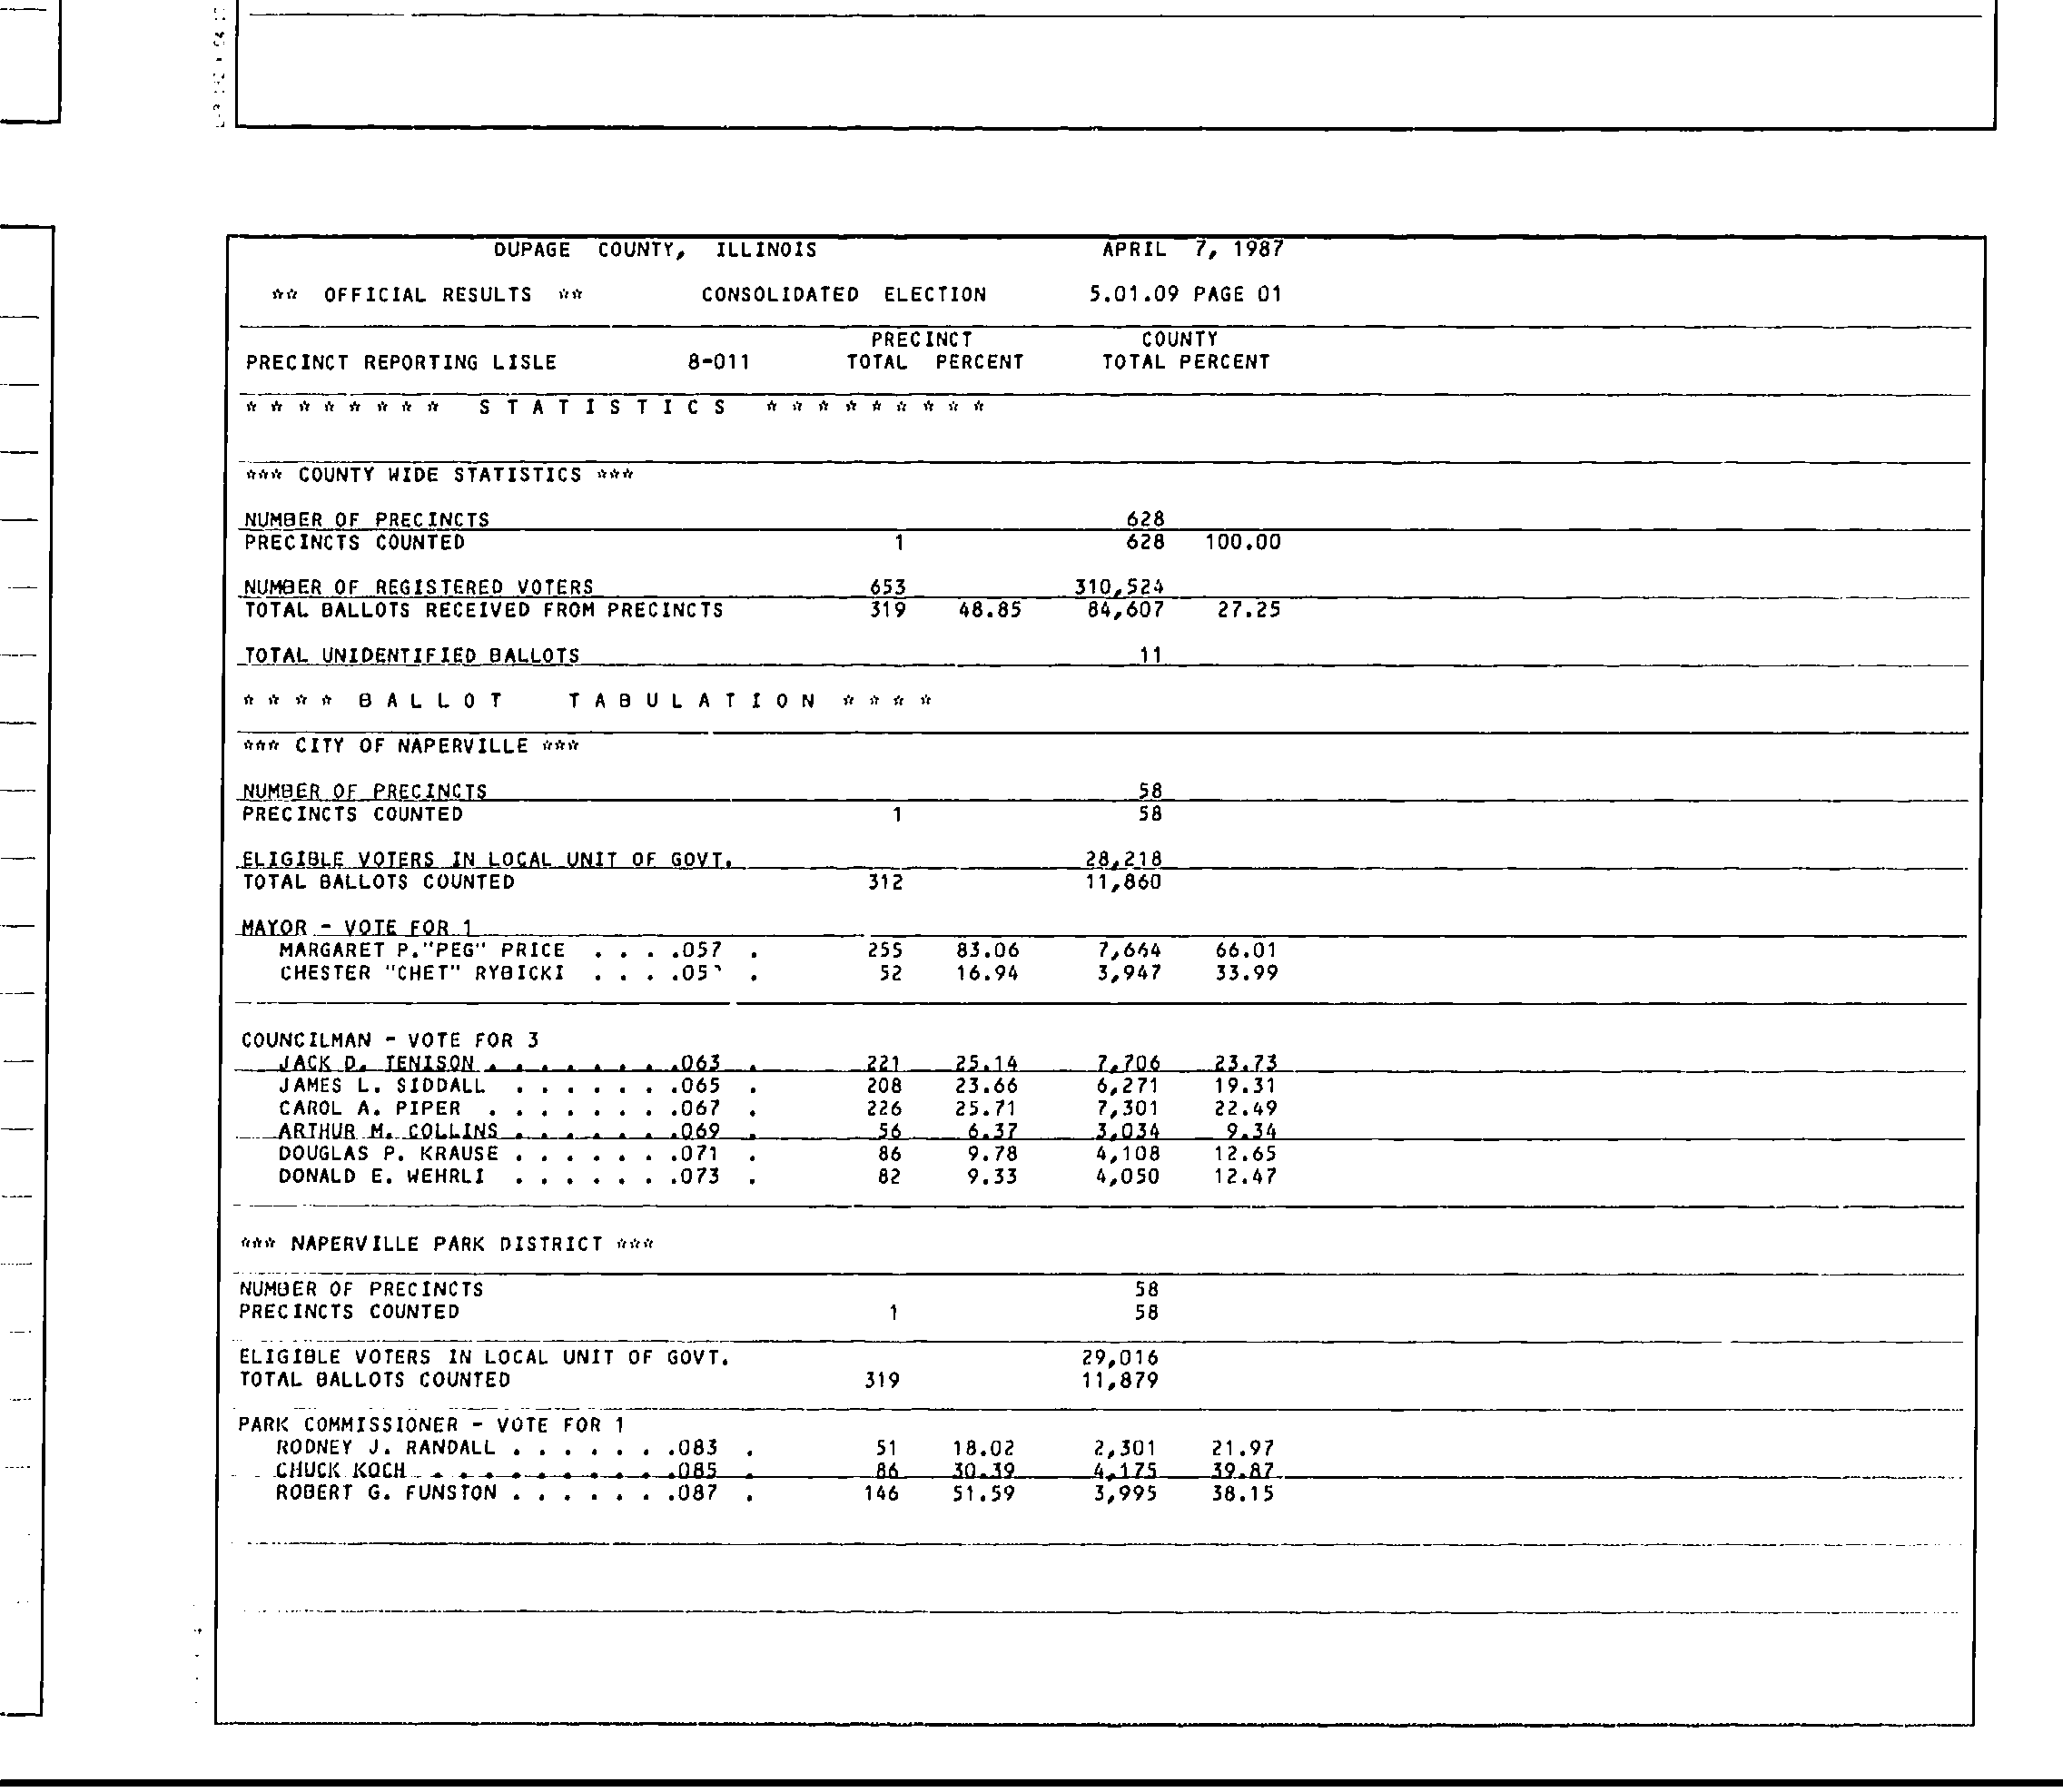 DUPAGE COUNTY, ILLINOIS APRIL 7, 1987
** OFFICIAL RESULTS ** CONSOLIDATED ELECTION 5.01.09 PAGE 01
PRECINCT COUNTY
PRECINCT REPORTING LISLE 8-011 TOTAL PERCENT TOTAL PERCENT
* * * * * * * * S T A T I S T I C S * * * * * * * * *
*** COUNTY WIDE STATISTICS ***
NUMBER OF PRECINCTS 628
PRECINCTS COUNTED 1 628 100.00
NUMBER OF REGISTERED VOTERS 653 310,524
TOTAL BALLOTS RECEIVED FROM PRECINCTS 319 48.85 84,607 27.25
TOTAL UNIDENTIFIED BALLOTS 11
* * * * B A L L O T T A B U L A T I O N * * * *
*** CITY OF NAPERVILLE ***
NUMBER OF PRECINCTS 58
PRECINCTS COUNTED 1 58
ELIGIBLE VOTERS IN LOCAL UNIT OF GOVT. 28,218
TOTAL BALLOTS COUNTED 312 11,860
MAYOR - VOTE FOR 1
MARGARET P."PEG" PRICE . . . .057 . 255 83.06 7,664 66.01
CHESTER "CHET" RYBICKI . . . . 52 16.94 3,947 33.99
COUNCILMAN - VOTE FOR 3
JACK D. TENISON . . . . . . . .063 . 221 25.14 7,706 23.73
JAMES L. SIDDALL . . . . . . .065 . 208 23.66 6,271 19.31
CAROL A. PIPER . . . . . . . .067 . 226 25.71 7,301 22.49
ARTHUR M. COLLINS . . . . . . .069 . 56 6.37 3,034 9.34
DOUGLAS P. KRAUSE . . . . . . .071 . 86 9.78 4,108 12.65
DONALD E. WEHRLI . . . . . . .073 . 82 9.33 4,050 12.47
*** NAPERVILLE PARK DISTRICT ***
NUMBER OF PRECINCTS 58
PRECINCTS COUNTED 1 58
ELIGIBLE VOTERS IN LOCAL UNIT OF GOVT. 29,016
TOTAL BALLOTS COUNTED 319 11,879
PARK COMMISSIONER - VOTE FOR 1
RODNEY J. RANDALL . . . . . . .083 . 51 18.02 2,301 21.97
CHUCK KOCH . . . . . . . . . .085 . 86 30.39 4,175 39.87
ROBERT G. FUNSTON . . . . . . .087 . 146 51.59 3,995 38.15